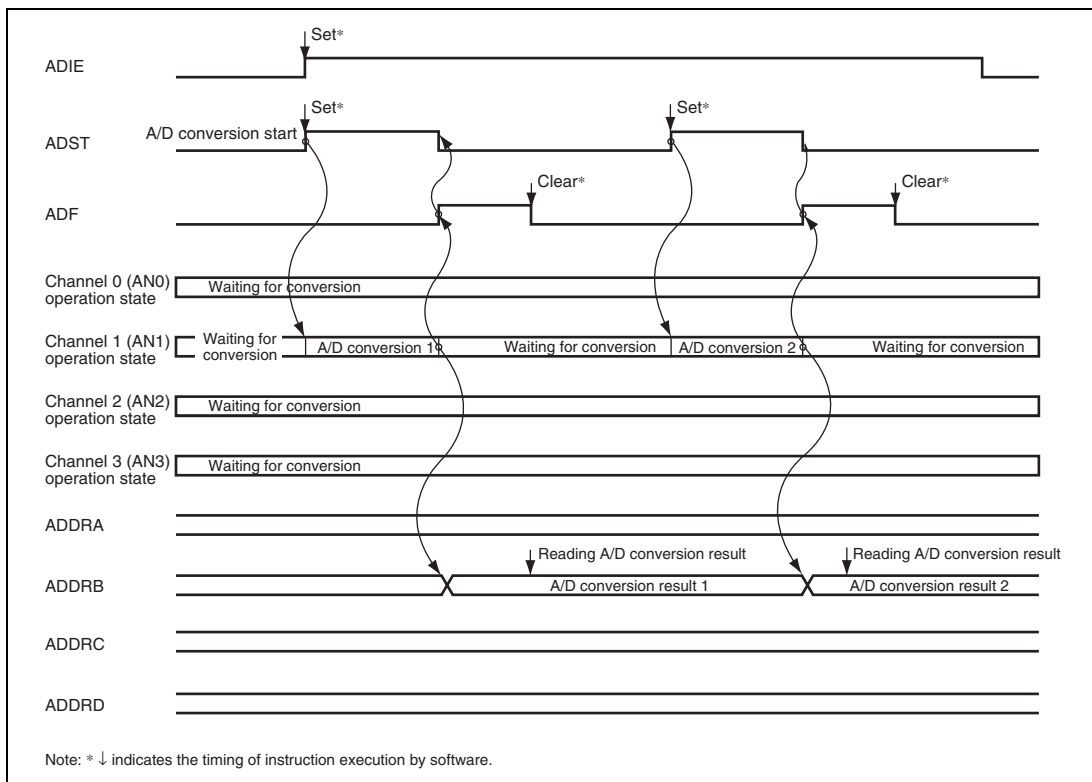 Set*
ADIE
Set*
Set*
ADST
A/D conversion start
Clear*
Clear*
ADF
Channel 0 (AN0)
operation state
Waiting for conversion
Channel 1 (AN1)
operation state
Waiting for
conversion
A/D conversion 1
Waiting for conversion
A/D conversion 2
Waiting for conversion
Channel 2 (AN2)
operation state
Waiting for conversion
Channel 3 (AN3)
operation state
Waiting for conversion
ADDRA
Reading A/D conversion result
Reading A/D conversion result
ADDRB
A/D conversion result 1
A/D conversion result 2
ADDRC
ADDRD
Note: * ↓ indicates the timing of instruction execution by software.